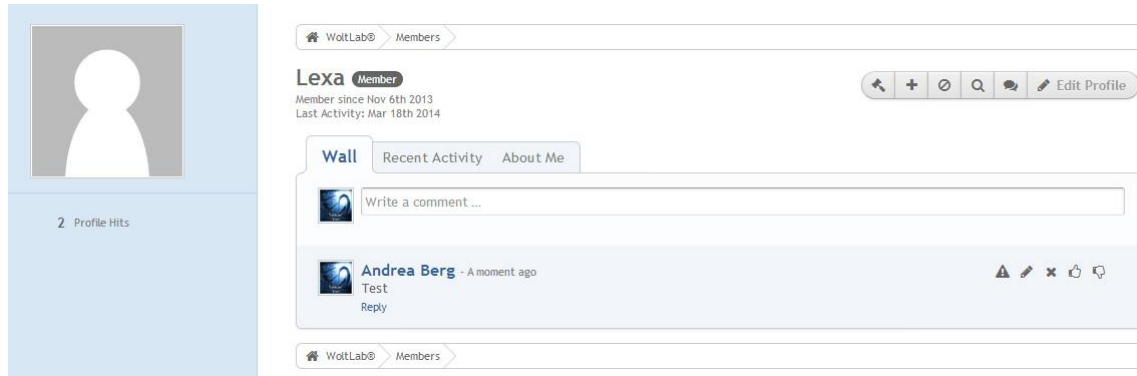 WoltLab® Members
Lexa Member
Member since Nov 6th 2013
Last Activity: Mar 18th 2014
Edit Profile
2 Profile Hits
Wall Recent Activity About Me
Write a comment ...
Andrea Berg - A moment ago
Test
Reply
WoltLab® Members